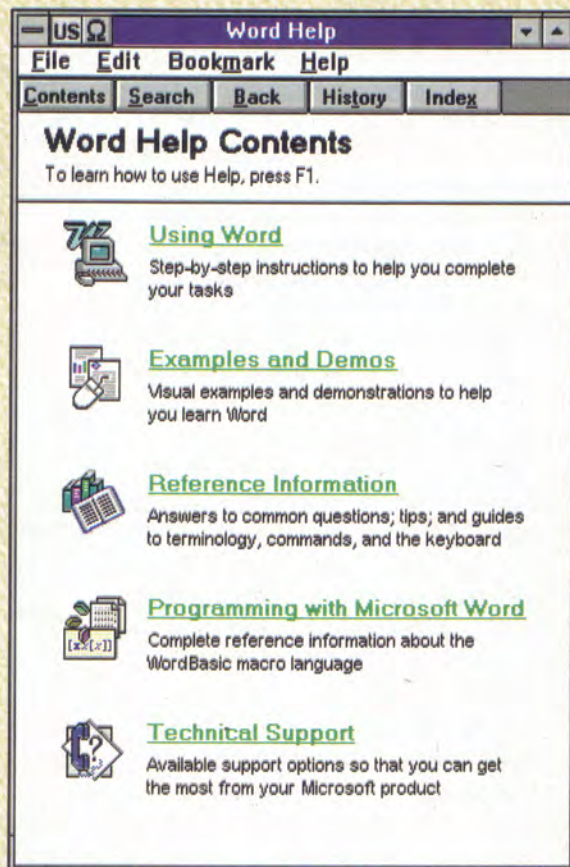 US Ω Word Help
File Edit Bookmark Help
Contents Search Back History Index
Word Help Contents
To learn how to use Help, press F1.
Using Word
Step-by-step instructions to help you complete
your tasks
Examples and Demos
Visual examples and demonstrations to help
you learn Word
Reference Information
Answers to common questions; tips; and guides
to terminology, commands, and the keyboard
Programming with Microsoft Word
[x¾[x]]
Complete reference information about the
WordBasic macro language
Technical Support
?
Available support options so that you can get
the most from your Microsoft product